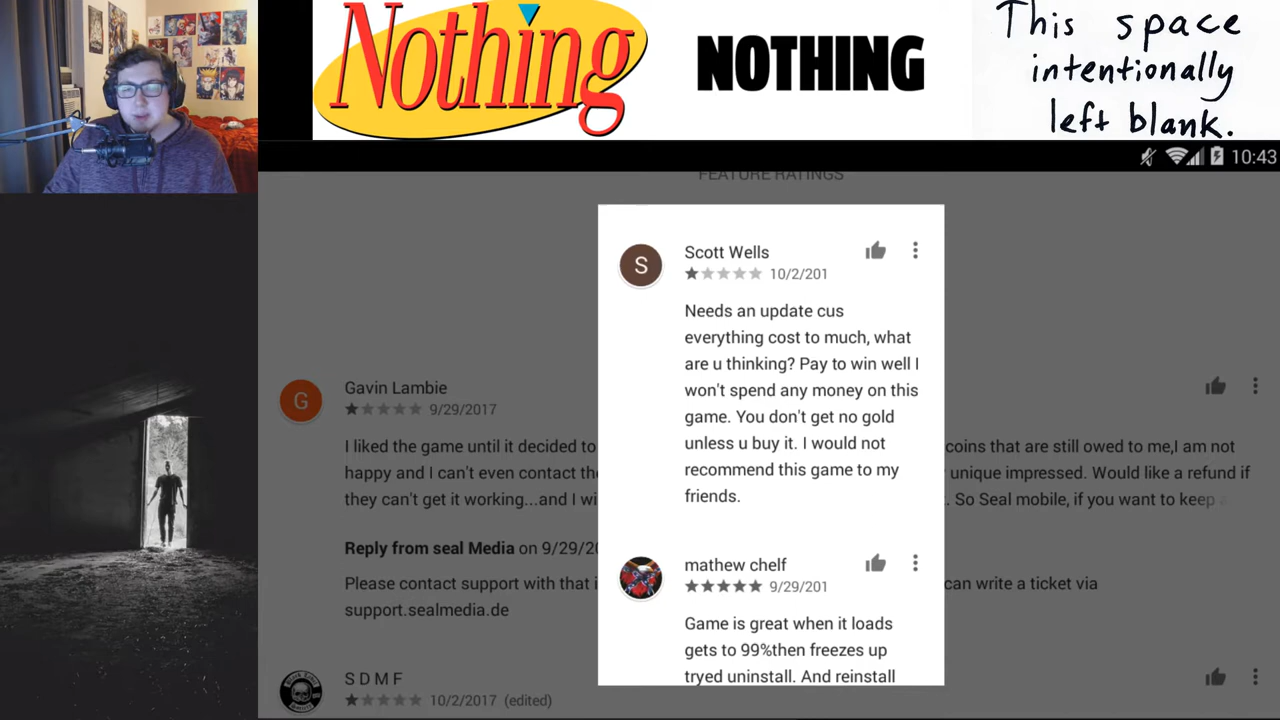 Nothing
NOTHING
This space
intentionally
left blank.
10:43
FEATURE RATINGS
S
Scott Wells
10/2/201
Needs an update cus
everything cost to much, what
are u thinking? Pay to win well I
won't spend any money on this
game. You don't get no gold
unless u buy it. I would not
recommend this game to my
friends.
mathew chelf
9/29/201
Game is great when it loads
gets to 99%then freezes up
tryed uninstall. And reinstall
G
Gavin Lambie
9/29/2017
I liked the game until it decided to
coins that are still owed to me,I am not
happy and I can't even contact the
unique impressed. Would like a refund if
they can't get it working...and I wi
. So Seal mobile, if you want to keep
Reply from seal Media on 9/29/20
Please contact support with that i
can write a ticket via
support.sealmedia.de
S D M F
10/2/2017 (edited)